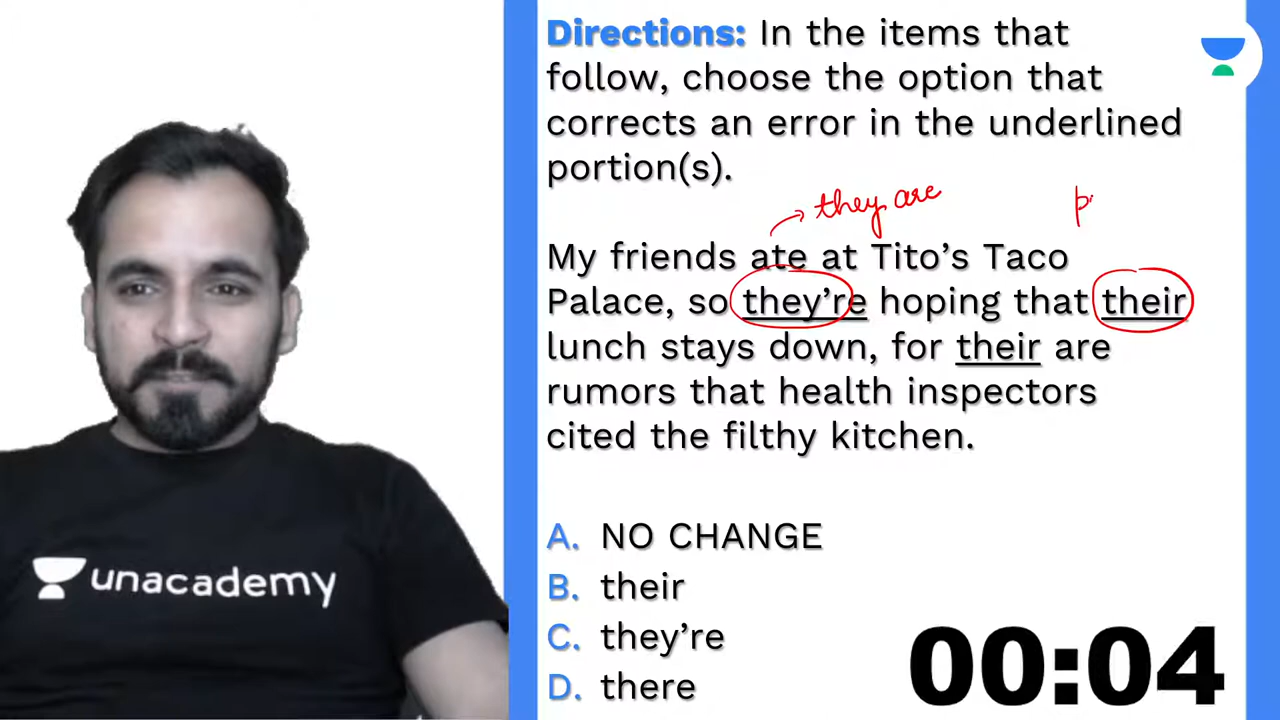 Directions: In the items that
follow, choose the option that
corrects an error in the underlined
portion(s).
they are
My friends ate at Tito's Taco
Palace, so they're hoping that their
lunch stays down, for their are
rumors that health inspectors
cited the filthy kitchen.
A. NO CHANGE
B. their
C. they're
D. there
unacademy
00:04